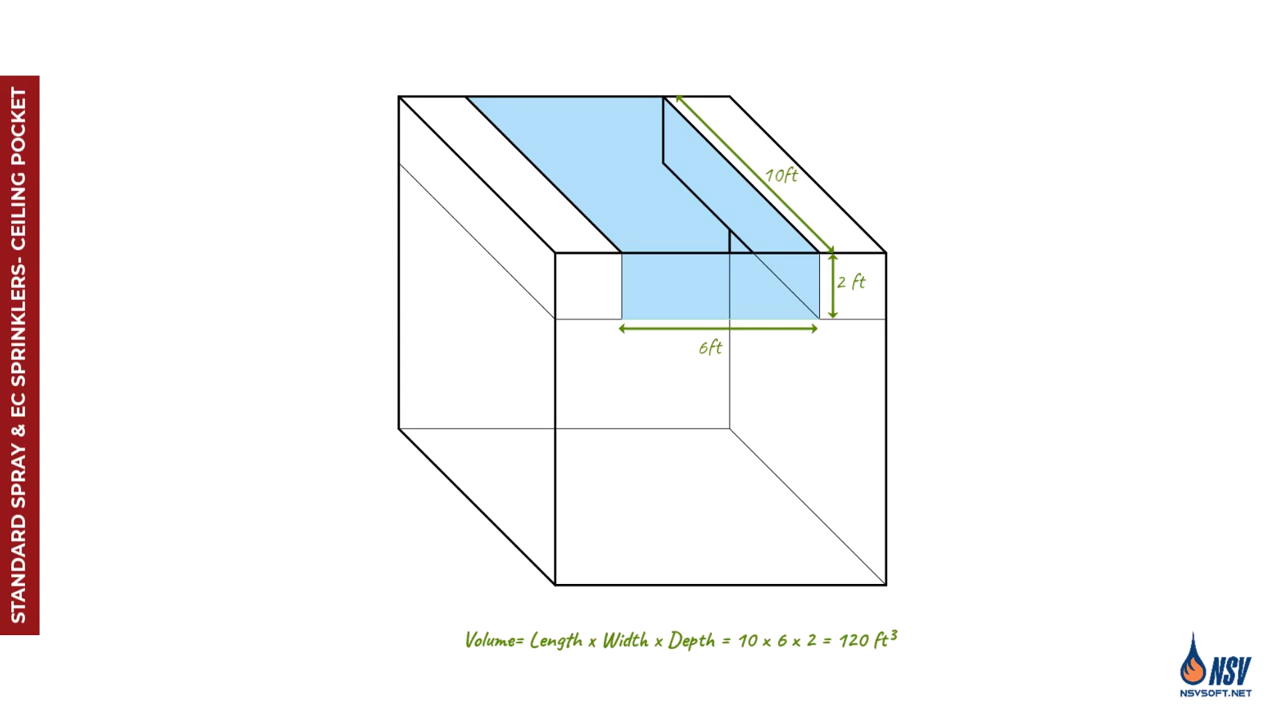 STANDARD SPRAY & EC SPRINKLERS- CEILING POCKET
10ft
2 ft
6ft
Volume= Length x Width x Depth = 10 x 6 x 2 = 120 ft³
NSV
NSVSOFT.NET